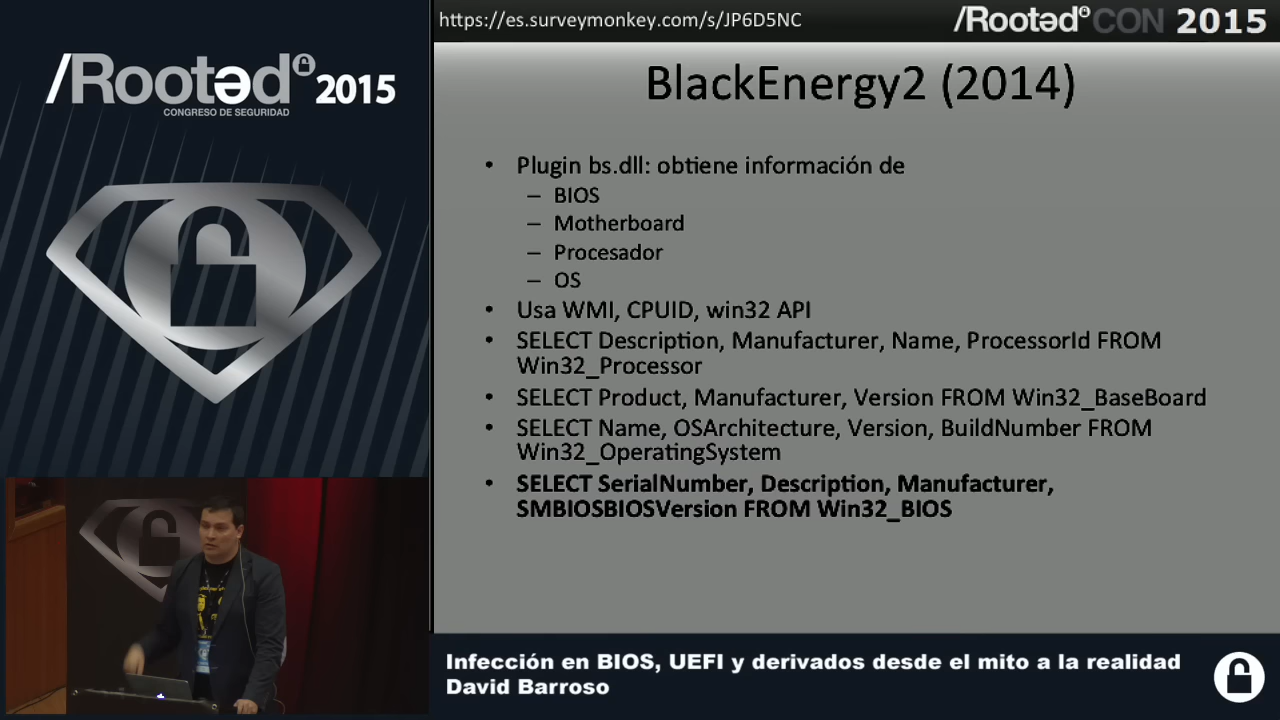 https://es.surveymonkey.com/s/JP6D5NC
/Rootəd CON 2015
/Rootəd 2015
CONGRESO DE SEGURIDAD
BlackEnergy2 (2014)
• Plugin bs.dll: obtiene información de
– BIOS
– Motherboard
– Procesador
– OS
• Usa WMI, CPUID, win32 API
• SELECT Description, Manufacturer, Name, ProcessorId FROM
Win32_Processor
• SELECT Product, Manufacturer, Version FROM Win32_BaseBoard
• SELECT Name, OSArchitecture, Version, BuildNumber FROM
Win32_OperatingSystem
• SELECT SerialNumber, Description, Manufacturer,
SMBIOSBIOSVersion FROM Win32_BIOS
Infección en BIOS, UEFI y derivados desde el mito a la realidad
David Barroso